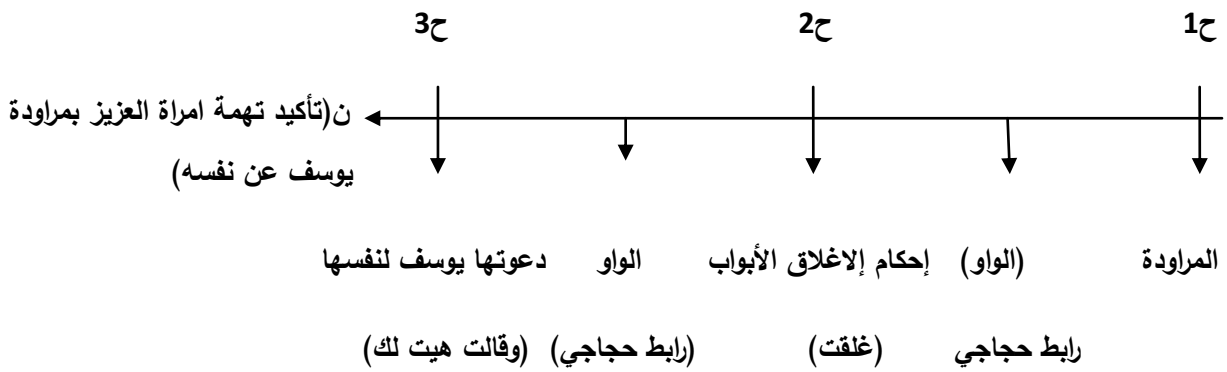 ح1 ح2 ح3
ن(تأكيد تهمة امراة العزيز بمراودة
يوسف عن نفسه)
المراودة (الواو) إحكام إلاغلاق الأبواب الواو دعوتها يوسف لنفسها
رابط حجاجي (غلقت) (رابط حجاجي) (وقالت هيت لك)